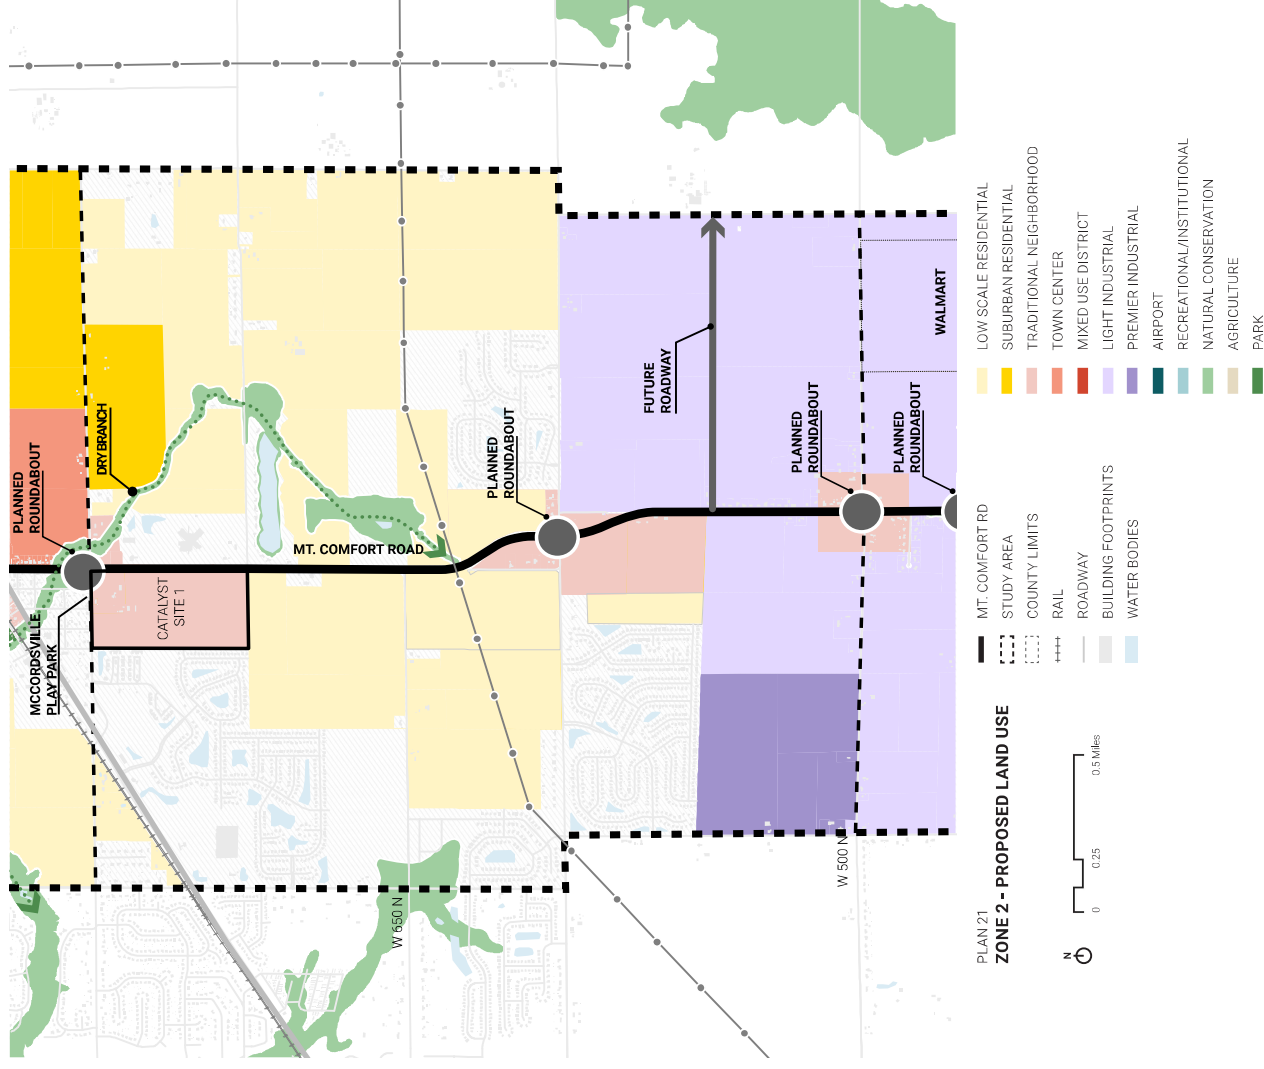 PLANNED
ROUNDABOUT
DRY BRANCH
MCCORDSVILLE
PLAY PARK
CATALYST
SITE 1
MT. COMFORT ROAD
PLANNED
ROUNDABOUT
FUTURE
ROADWAY
PLANNED
ROUNDABOUT
PLANNED
ROUNDABOUT
WALMART
W 650 N
W 500 N
PLAN 21
ZONE 2 - PROPOSED LAND USE
N
0
0.25
0.5 Miles
MT. COMFORT RD
STUDY AREA
COUNTY LIMITS
RAIL
ROADWAY
BUILDING FOOTPRINTS
WATER BODIES
LOW SCALE RESIDENTIAL
SUBURBAN RESIDENTIAL
TRADITIONAL NEIGHBORHOOD
TOWN CENTER
MIXED USE DISTRICT
LIGHT INDUSTRIAL
PREMIER INDUSTRIAL
AIRPORT
RECREATIONAL/INSTITUTIONAL
NATURAL CONSERVATION
AGRICULTURE
PARK